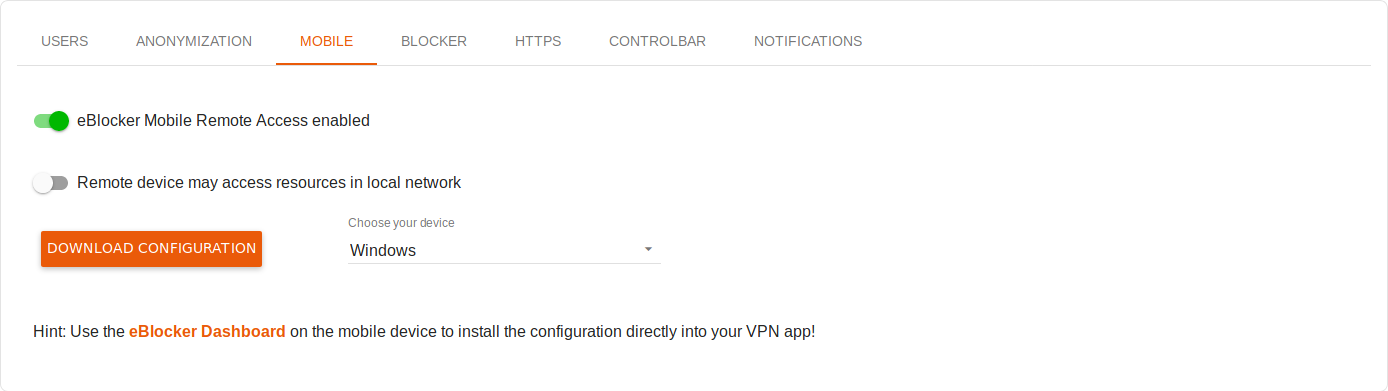 USERS ANONYMIZATION MOBILE BLOCKER HTTPS CONTROLBAR NOTIFICATIONS
eBlocker Mobile Remote Access enabled
Remote device may access resources in local network
Choose your device
DOWNLOAD CONFIGURATION Windows
Hint: Use the eBlocker Dashboard on the mobile device to install the configuration directly into your VPN app!